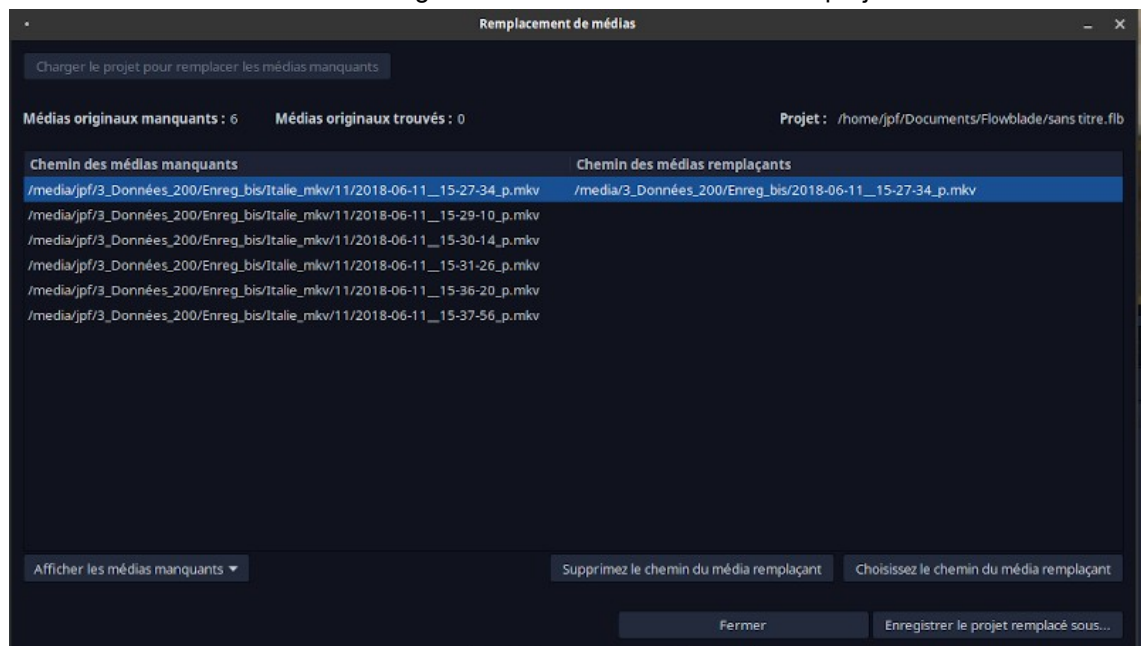 Remplacement de médias
Charger le projet pour remplacer les médias manquants
Médias originaux manquants : 6 Médias originaux trouvés : 0 Projet : /home/jpf/Documents/Flowblade/sans titre.flb
Chemin des médias manquants Chemin des médias remplaçants
/media/jpf/3_Données_200/Enreg_bis/Italie_mkv/11/2018-06-11__15-27-34_p.mkv /media/3_Données_200/Enreg_bis/2018-06-11__15-27-34_p.mkv
/media/jpf/3_Données_200/Enreg_bis/Italie_mkv/11/2018-06-11__15-29-10_p.mkv
/media/jpf/3_Données_200/Enreg_bis/Italie_mkv/11/2018-06-11__15-30-14_p.mkv
/media/jpf/3_Données_200/Enreg_bis/Italie_mkv/11/2018-06-11__15-31-26_p.mkv
/media/jpf/3_Données_200/Enreg_bis/Italie_mkv/11/2018-06-11__15-36-20_p.mkv
/media/jpf/3_Données_200/Enreg_bis/Italie_mkv/11/2018-06-11__15-37-56_p.mkv
Afficher les médias manquants Supprimez le chemin du média remplaçant Choisissez le chemin du média remplaçant
Fermer Enregistrer le projet remplacé sous...